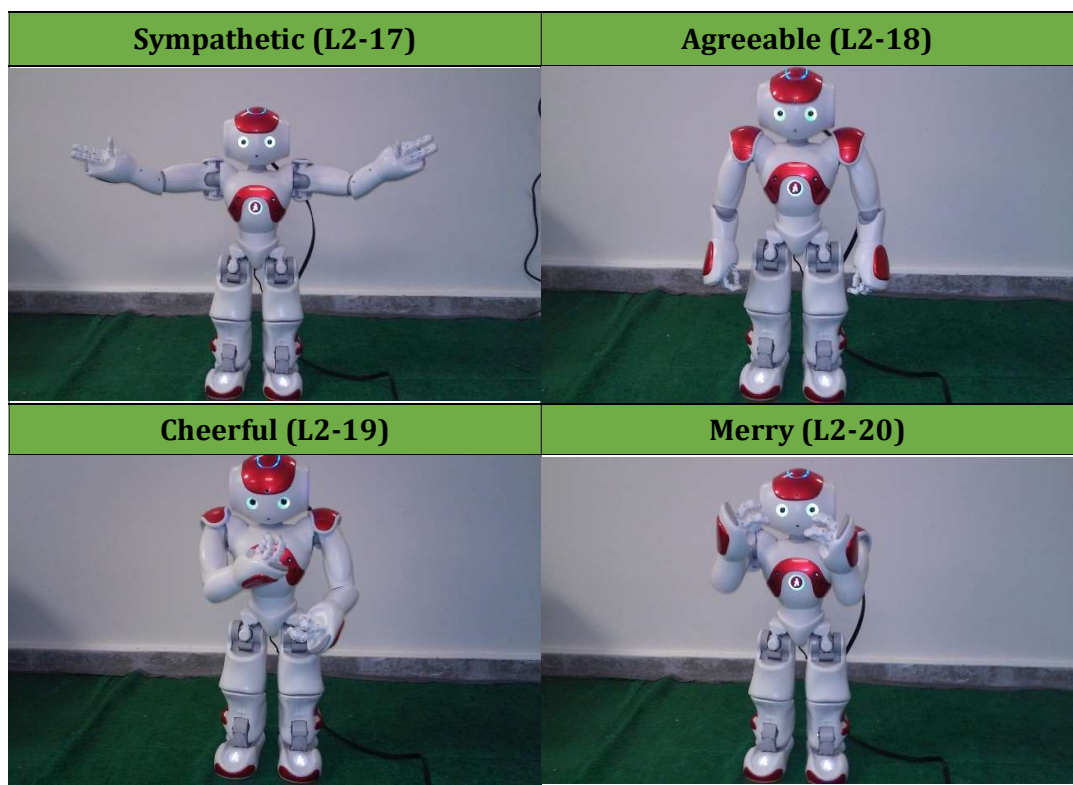 Sympathetic (L2-17)
Agreeable (L2-18)
Cheerful (L2-19)
Merry (L2-20)